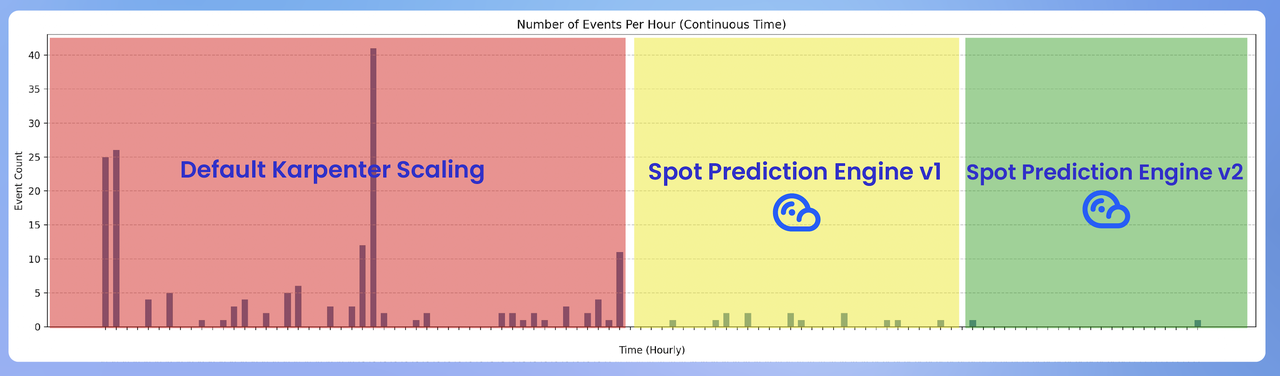 Number of Events Per Hour (Continuous Time)
40
35
30
25
20
15
10
5
0
Event Count
Default Karpenter Scaling
Spot Prediction Engine v1
Spot Prediction Engine v2
Time (Hourly)